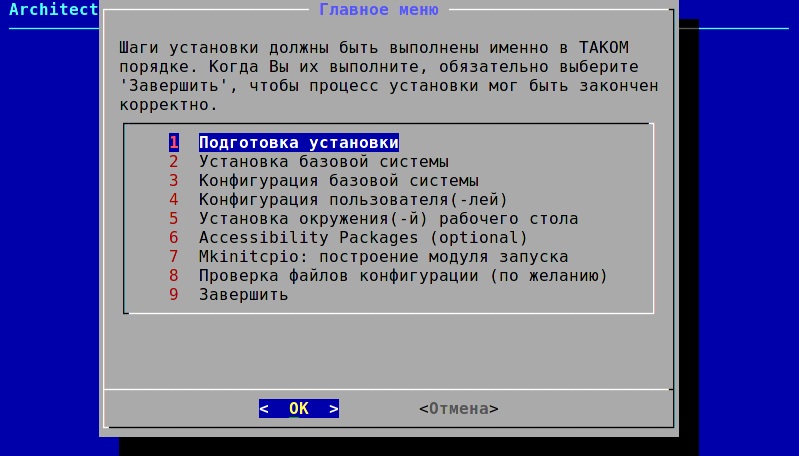 Architect
Главное меню
Шаги установки должны быть выполнены именно в ТАКОМ
порядке. Когда Вы их выполните, обязательно выберите
'Завершить', чтобы процесс установки мог быть закончен
корректно.
1 Подготовка установки
2 Установка базовой системы
3 Конфигурация базовой системы
4 Конфигурация пользователя(-лей)
5 Установка окружения(-й) рабочего стола
6 Accessibility Packages (optional)
7 Mkinitcpio: построение модуля запуска
8 Проверка файлов конфигурации (по желанию)
9 Завершить
< OK > <Отмена>